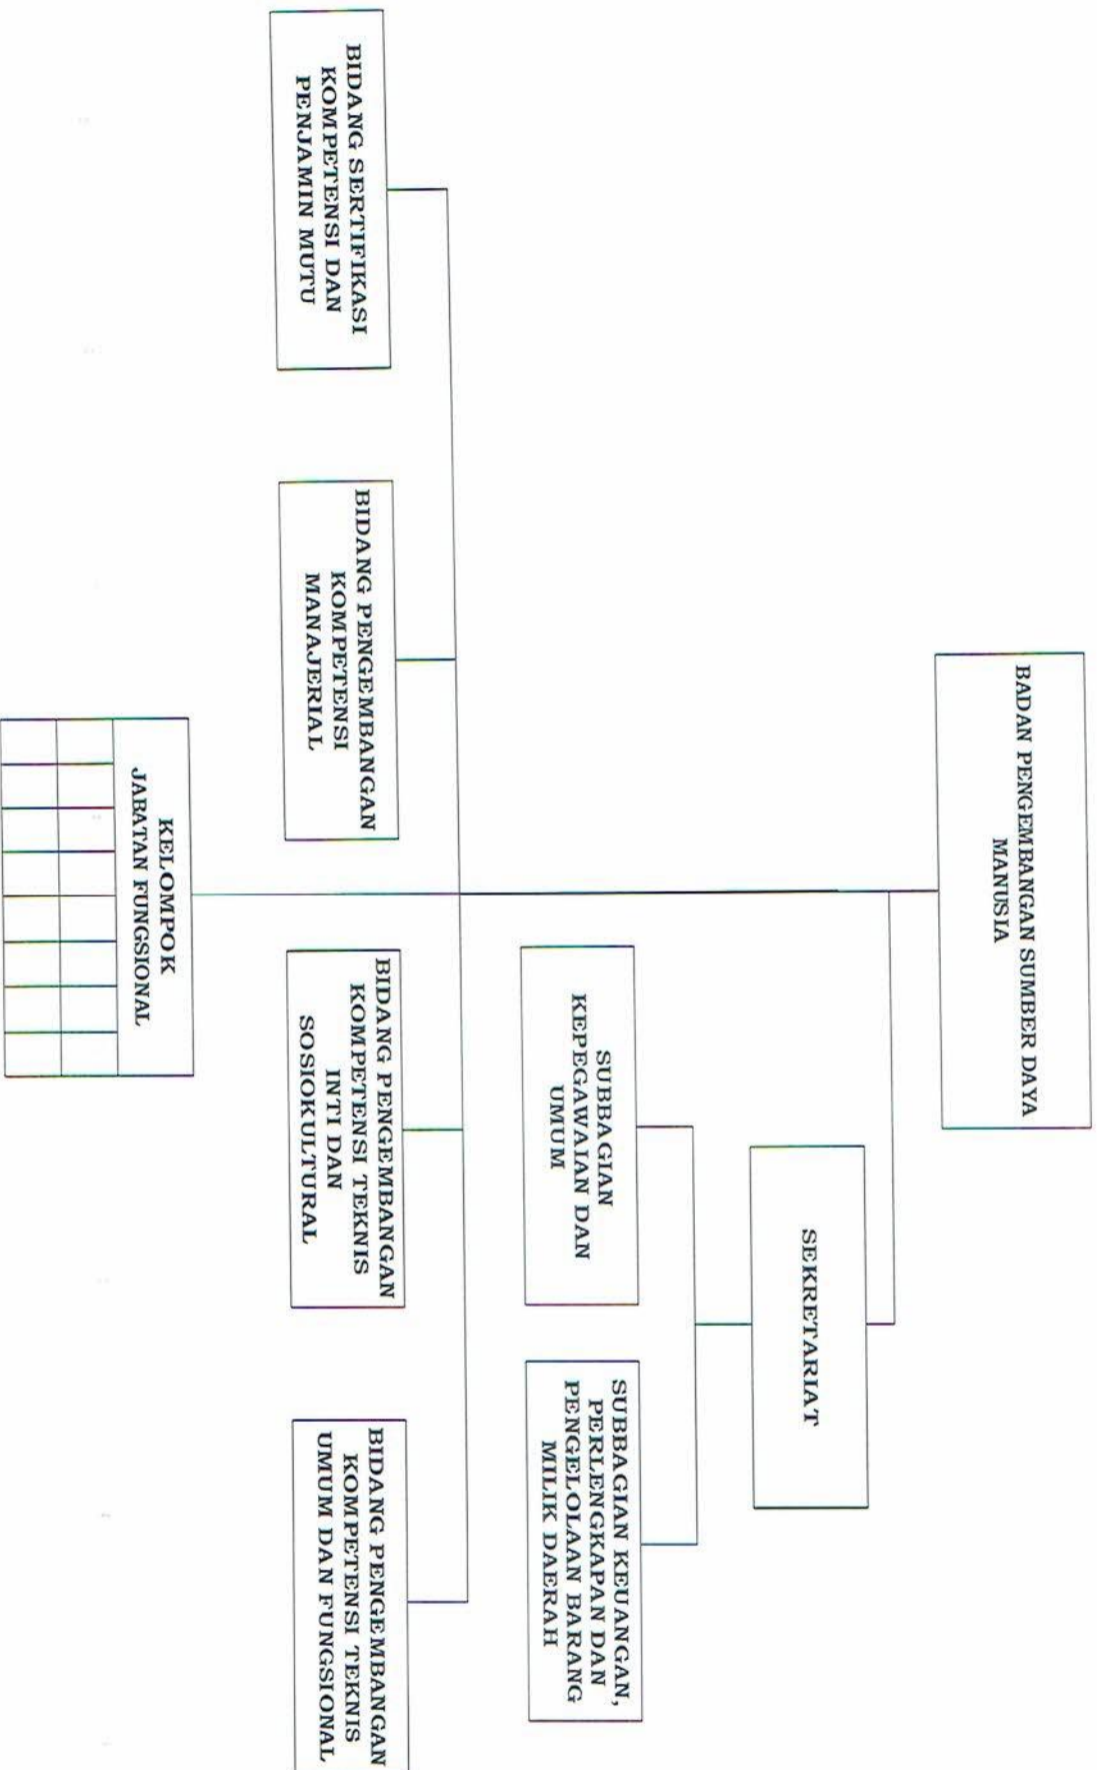 BADAN PENGEMBANGAN SUMBER DAYA
MANUSIA
SEKRETARIAT
SUBBAGIAN
KEPEGAWAIAN DAN
UMUM
SUBBAGIAN KEUANGAN,
PERLENGKAPAN DAN
PENGELOLAAN BARANG
MILIK DAERAH
BIDANG SERTIFIKASI
KOMPETENSI DAN
PENJAMIN MUTU
BIDANG PENGEMBANGAN
KOMPETENSI
MANAJERIAL
BIDANG PENGEMBANGAN
KOMPETENSI TEKNIS
INTI DAN
SOSIOKULTURAL
BIDANG PENGEMBANGAN
KOMPETENSI TEKNIS
UMUM DAN FUNGSIONAL
KELOMPOK
JABATAN FUNGSIONAL